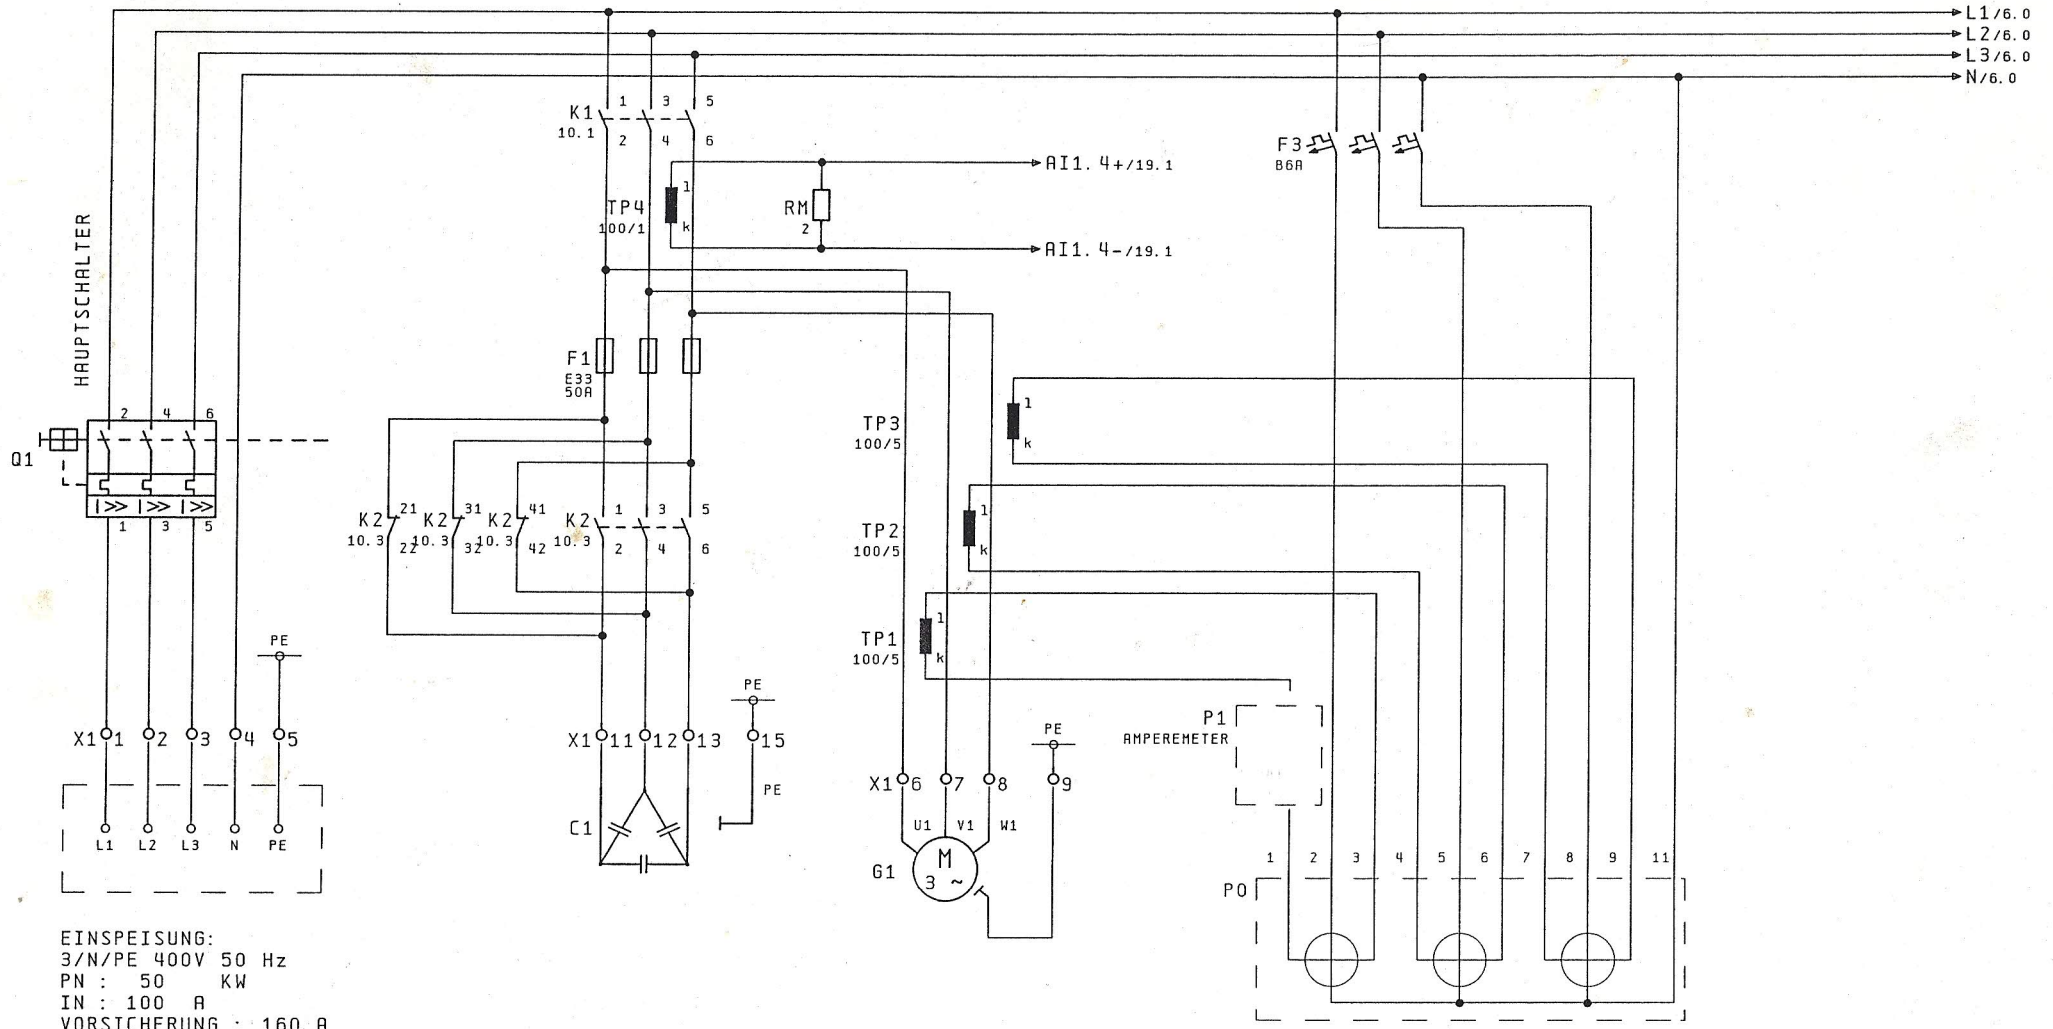 L1/6.0
L2/6.0
L3/6.0
N/6.0
K1
10.1
1 3 5
2 4 6
F3
B6A
AI1.4+/19.1
TP4
100/1
l
k
RM
2
AI1.4-/19.1
HAUPTSCHALTER
F1
E33
50A
Q1
2 4 6
I>> I>> I>>
1 3 5
TP3
100/5
l
k
K2
10.3
21
22
K2
10.3
31
32
K2
10.3
41
42
K2
10.3
1 3 5
2 4 6
TP2
100/5
l
k
TP1
100/5
l
k
PE
X1 1 2 3 4 5
L1 L2 L3 N PE
X1 11 12 13
PE
15
PE
C1
X1 6 7 8
PE
9
U1 V1 W1
G1
M
3 ~
P1
AMPEREMETER
1 2 3 4 5 6 7 8 9 11
P0
EINSPEISUNG:
3/N/PE 400V 50 Hz
PN : 50 KW
IN : 100 A
VORSICHERUNG : 160 A